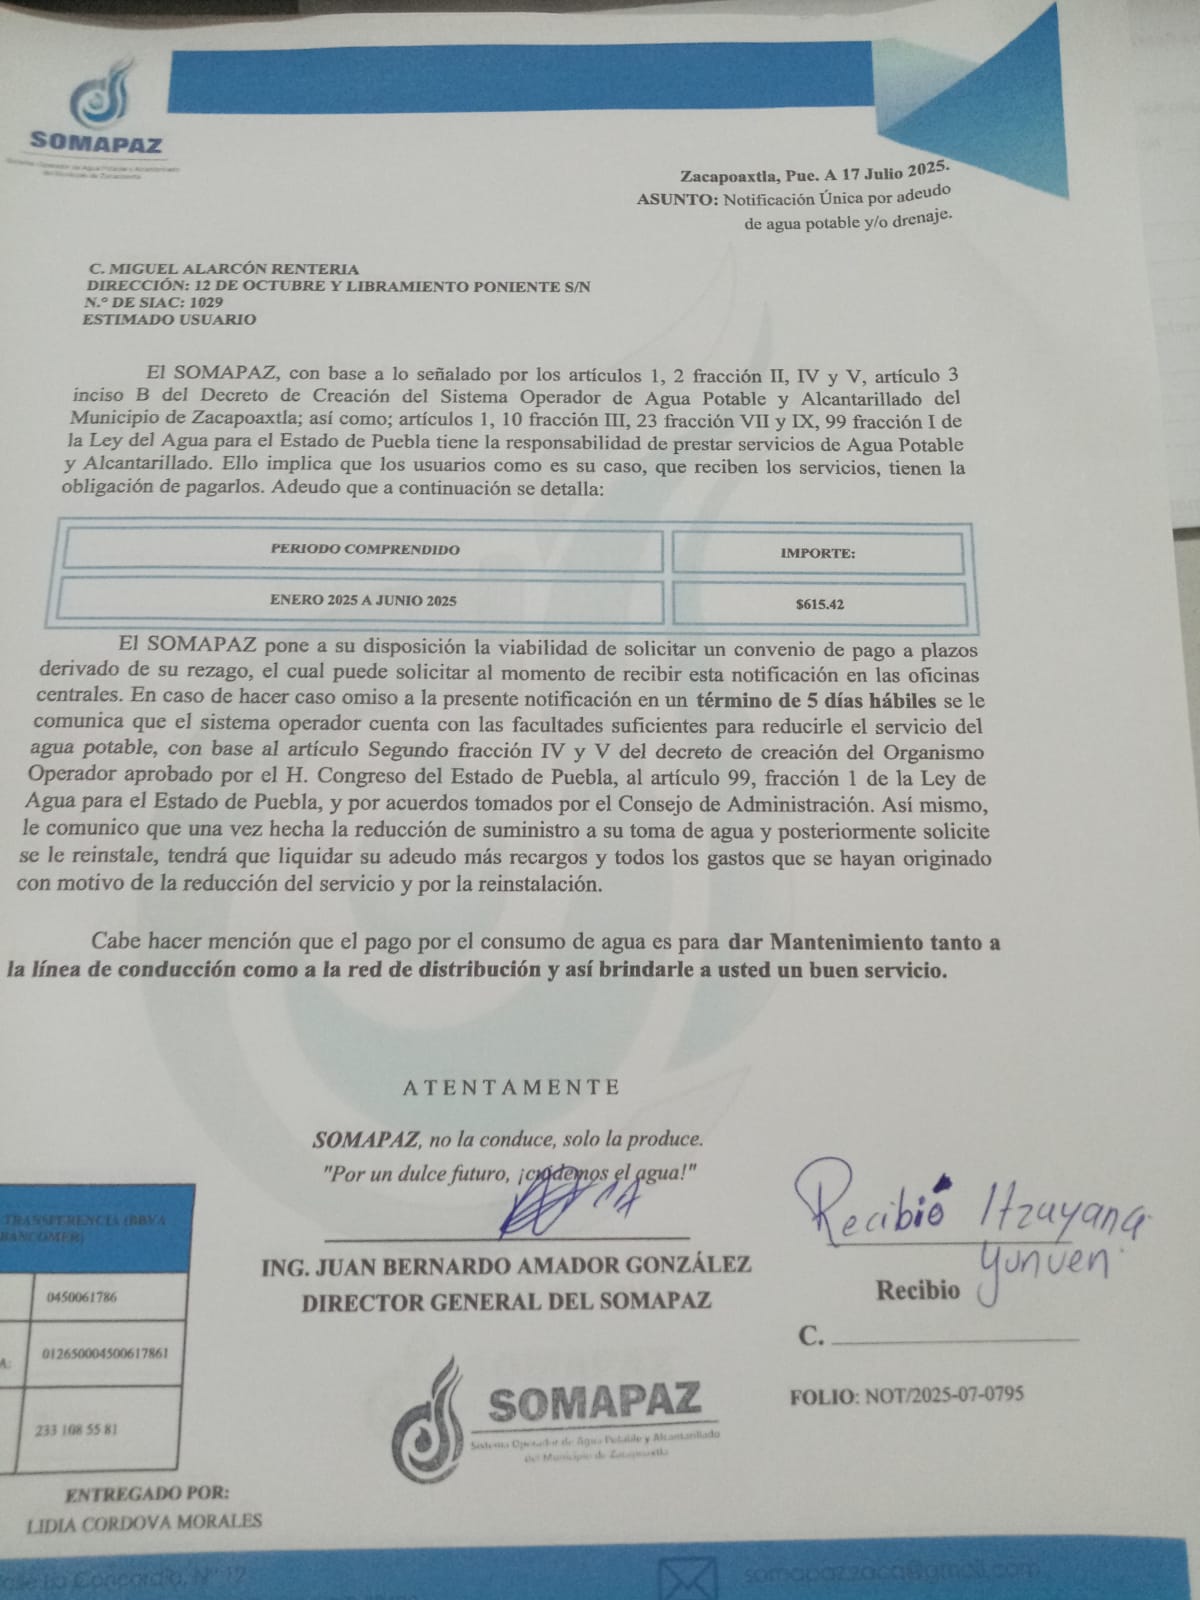 SOMAPAZ
Zacapoaxtla, Pue. A 17 Julio 2025.
ASUNTO: Notificación Única por adeudo
de agua potable y/o drenaje.
C. MIGUEL ALARCÓN RENTERIA
DIRECCIÓN: 12 DE OCTUBRE Y LIBRAMIENTO PONIENTE S/N
N.° DE SIAC: 1029
ESTIMADO USUARIO
El SOMAPAZ, con base a lo señalado por los artículos 1, 2 fracción II, IV y V, artículo 3
inciso B del Decreto de Creación del Sistema Operador de Agua Potable y Alcantarillado del
Municipio de Zacapoaxtla; así como; artículos 1, 10 fracción III, 23 fracción VII y IX, 99 fracción I de
la Ley del Agua para el Estado de Puebla tiene la responsabilidad de prestar servicios de Agua Potable
y Alcantarillado. Ello implica que los usuarios como es su caso, que reciben los servicios, tienen la
obligación de pagarlos. Adeudo que a continuación se detalla:
PERIODO COMPRENDIDO
IMPORTE:
ENERO 2025 A JUNIO 2025
$615.42
El SOMAPAZ pone a su disposición la viabilidad de solicitar un convenio de pago a plazos
derivado de su rezago, el cual puede solicitar al momento de recibir esta notificación en las oficinas
centrales. En caso de hacer caso omiso a la presente notificación en un término de 5 días hábiles se le
comunica que el sistema operador cuenta con las facultades suficientes para reducirle el servicio del
agua potable, con base al artículo Segundo fracción IV y V del decreto de creación del Organismo
Operador aprobado por el H. Congreso del Estado de Puebla, al artículo 99, fracción 1 de la Ley de
Agua para el Estado de Puebla, y por acuerdos tomados por el Consejo de Administración. Así mismo,
le comunico que una vez hecha la reducción de suministro a su toma de agua y posteriormente solicite
se le reinstale, tendrá que liquidar su adeudo más recargos y todos los gastos que se hayan originado
con motivo de la reducción del servicio y por la reinstalación.
Cabe hacer mención que el pago por el consumo de agua es para dar Mantenimiento tanto a
la línea de conducción como a la red de distribución y así brindarle a usted un buen servicio.
ATENTAMENTE
SOMAPAZ, no la conduce, solo la produce.
"Por un dulce futuro, ¡cuidemos el agua!"
ING. JUAN BERNARDO AMADOR GONZÁLEZ
DIRECTOR GENERAL DEL SOMAPAZ
Recibió Itzayana
Yunuen
Recibio
C.
FOLIO: NOT/2025-07-0795
TRANSFERENCIA (BBVA
BANCOMER)
0450061786
A: 012650004500617861
233 108 55 81
SOMAPAZ
Sistema Operador de Agua Potable y Alcantarillado
del Municipio de Zacapoaxtla
ENTREGADO POR:
LIDIA CORDOVA MORALES
La Concordia, N° 12
somapazzaca@gmail.com